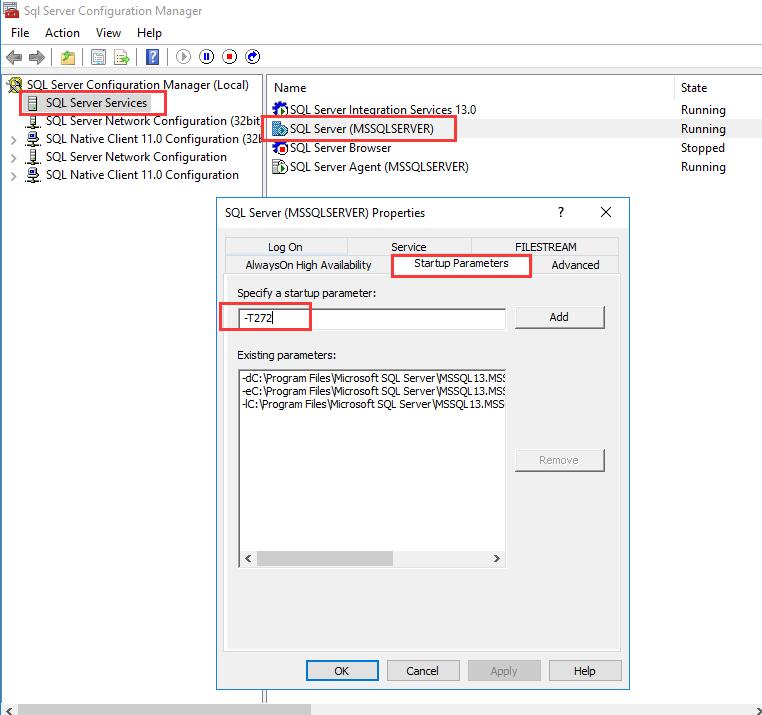 Sql Server Configuration Manager
File Action View Help
SQL Server Configuration Manager (Local)
SQL Server Services
SQL Server Network Configuration (32bit
SQL Native Client 11.0 Configuration (32b
SQL Server Network Configuration
SQL Native Client 11.0 Configuration
Name State
SQL Server Integration Services 13.0 Running
SQL Server (MSSQLSERVER) Running
SQL Server Browser Stopped
SQL Server Agent (MSSQLSERVER) Running
SQL Server (MSSQLSERVER) Properties
Log On Service FILESTREAM
AlwaysOn High Availability Startup Parameters Advanced
Specify a startup parameter:
-T272 Add
Existing parameters:
-dC:\Program Files\Microsoft SQL Server\MSSQL13.MSS
-eC:\Program Files\Microsoft SQL Server\MSSQL13.MSS
-lC:\Program Files\Microsoft SQL Server\MSSQL13.MSS
Remove
OK Cancel Apply Help